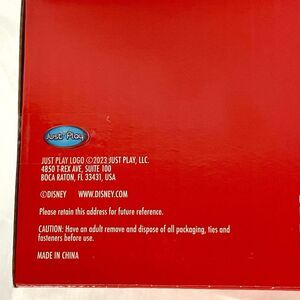 Just Play
JUST PLAY LOGO ©2023 JUST PLAY, LLC.
4850 T-REX AVE, SUITE 100
BOCA RATON, FL 33431, USA
©DISNEY WWW.DISNEY.COM
Please retain this address for future reference.
CAUTION: Have an adult remove and dispose of all packaging, ties and
fasteners before use.
MADE IN CHINA